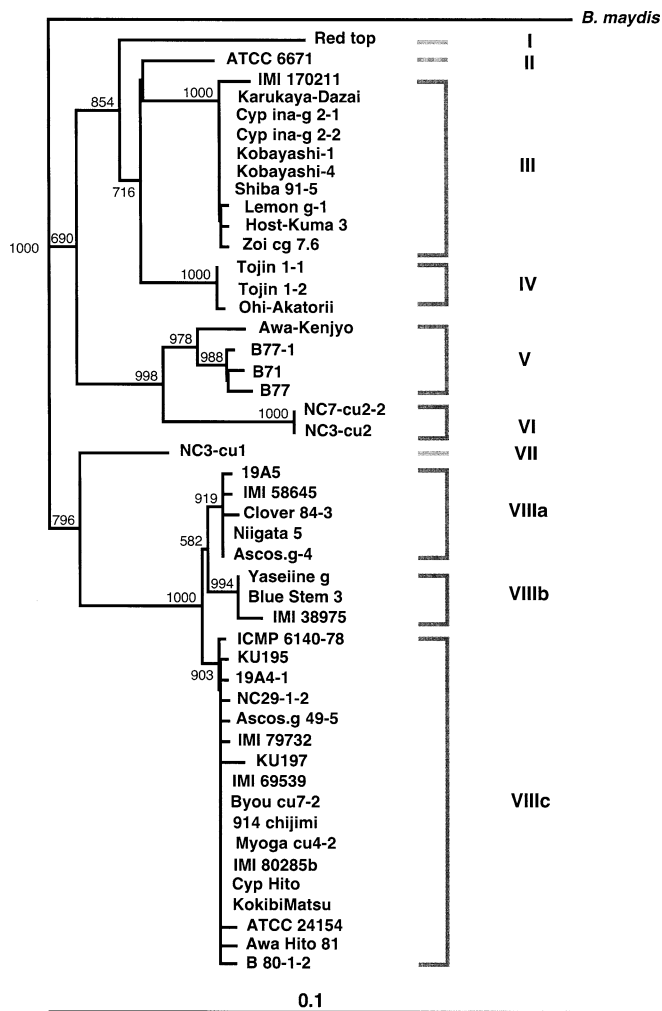 B. maydis
Red top I
ATCC 6671 II
IMI 170211
854
1000
Karukaya-Dazai
Cyp ina-g 2-1
Cyp ina-g 2-2
Kobayashi-1
III
Kobayashi-4
716
Shiba 91-5
Lemon g-1
Host-Kuma 3
1000
690
Zoi cg 7.6
Tojin 1-1
1000
IV
Tojin 1-2
Ohi-Akatorii
Awa-Kenjyo
978
B77-1
988
V
998
B71
B77
NC7-cu2-2
1000
VI
NC3-cu2
NC3-cu1 VII
19A5
919
IMI 58645
Clover 84-3
VIIIa
796
Niigata 5
582
Ascos.g-4
Yaseiine g
994
1000
Blue Stem 3
VIIIb
IMI 38975
ICMP 6140-78
KU195
903
19A4-1
NC29-1-2
Ascos.g 49-5
IMI 79732
KU197
IMI 69539
Byou cu7-2
VIIIc
914 chijimi
Myoga cu4-2
IMI 80285b
Cyp Hito
KokibiMatsu
ATCC 24154
Awa Hito 81
B 80-1-2
0.1